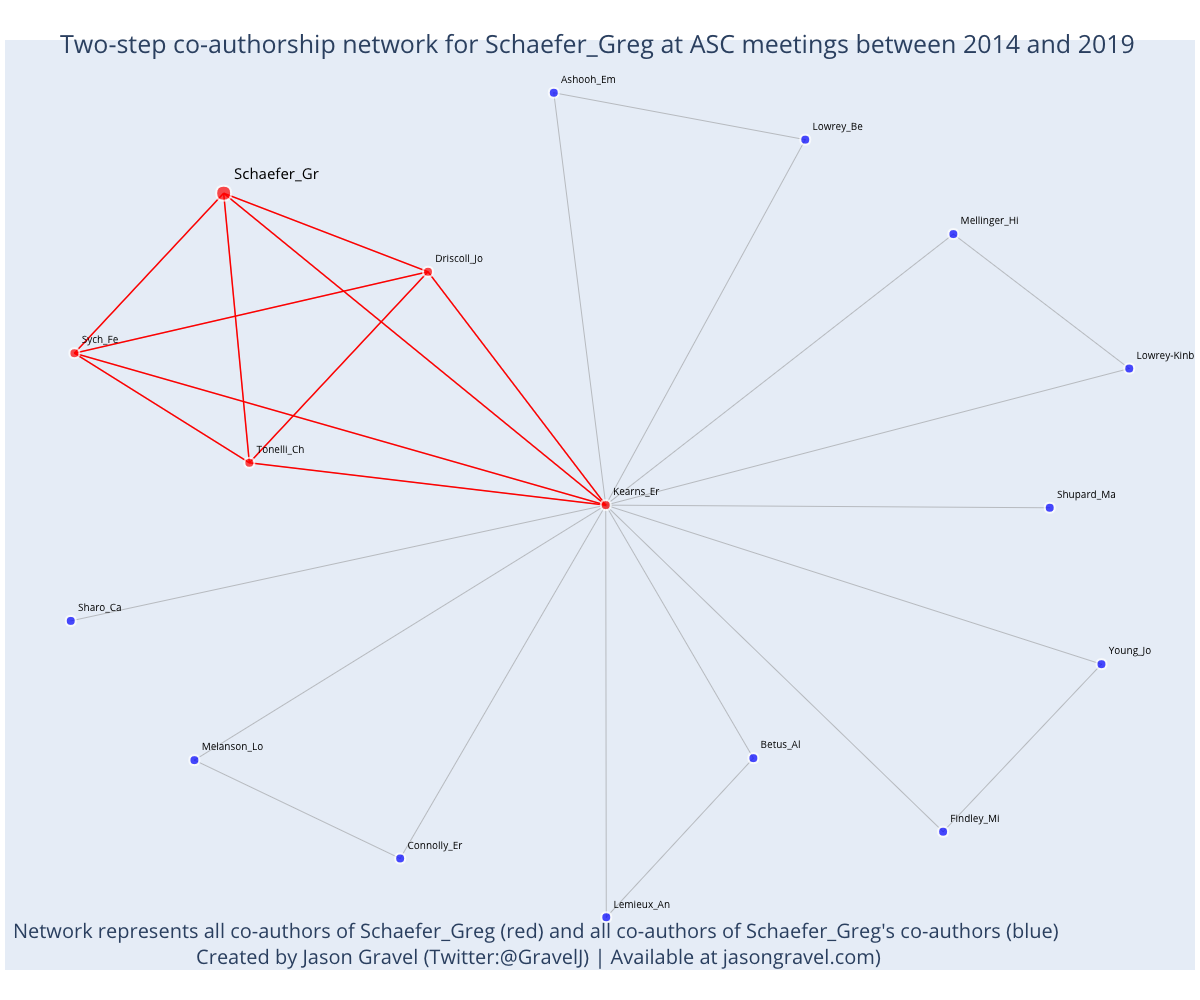 Two-step co-authorship network for Schaefer_Greg at ASC meetings between 2014 and 2019
Ashooh_Em
Lowrey_Be
Schaefer_Gr
Mellinger_Hi
Driscoll_Jo
Sych_Fe
Lowrey-Kinb
Tonelli_Ch
Kearns_Er
Shupard_Ma
Sharo_Ca
Young_Jo
Melanson_Lo
Betus_Al
Findley_Mi
Connolly_Er
Lemieux_An
Network represents all co-authors of Schaefer_Greg (red) and all co-authors of Schaefer_Greg's co-authors (blue)
Created by Jason Gravel (Twitter:@GravelJ) | Available at jasongravel.com)